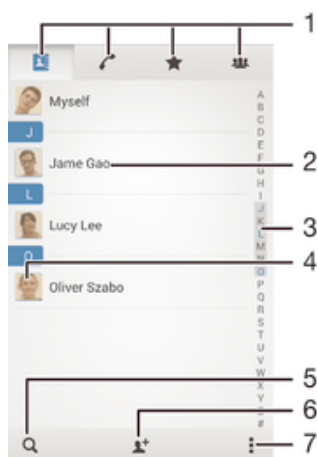 1
Myself
J
Jame Gao
2
L
Lucy Lee
3
O
4
Oliver Szabo
A
B
C
D
E
F
G
H
I
J
K
L
M
N
O
P
Q
R
S
T
U
V
W
X
Y
Z
#
5
6
7